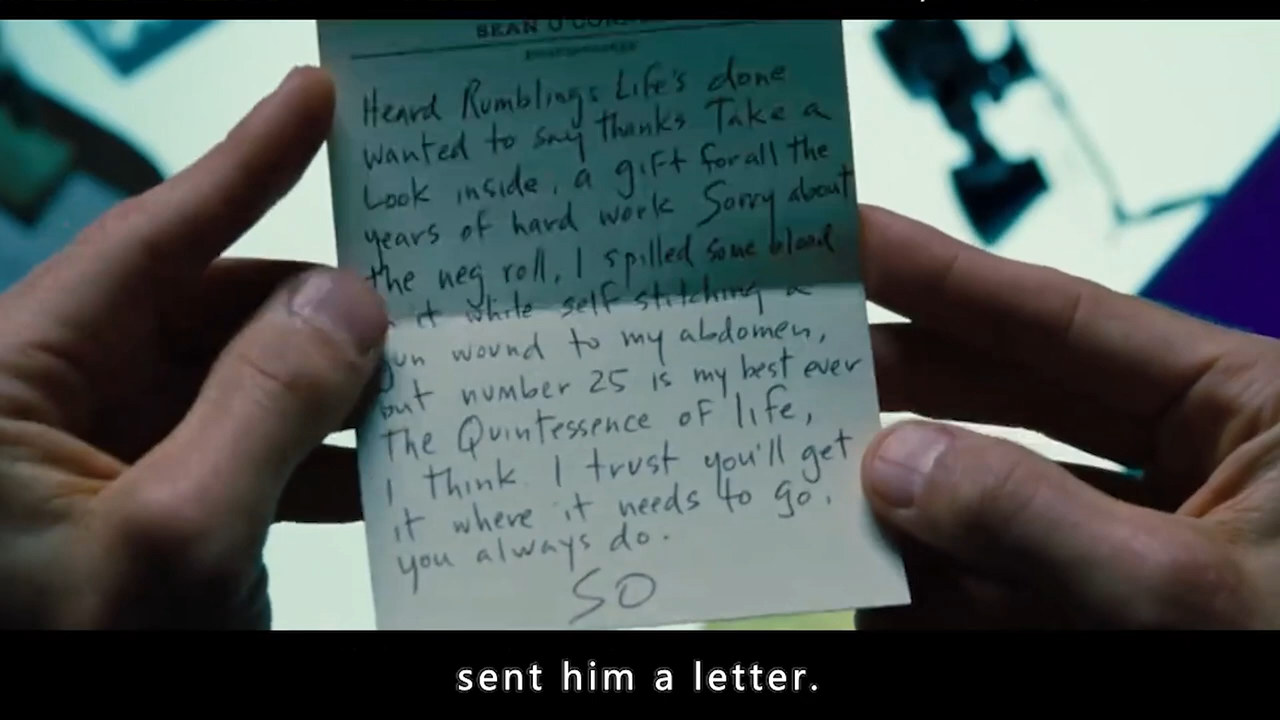 SEAN O'CON
Heard Rumblings Life's done
wanted to say thanks Take a
Look inside, a gift for all the
years of hard work Sorry about
the neg roll, I spilled some blood
it while self stitching a
gun wound to my abdomen,
but number 25 is my best ever
The Quintessence of life,
I think. I trust you'll get
it where it needs to go,
you always do.
SO
sent him a letter.